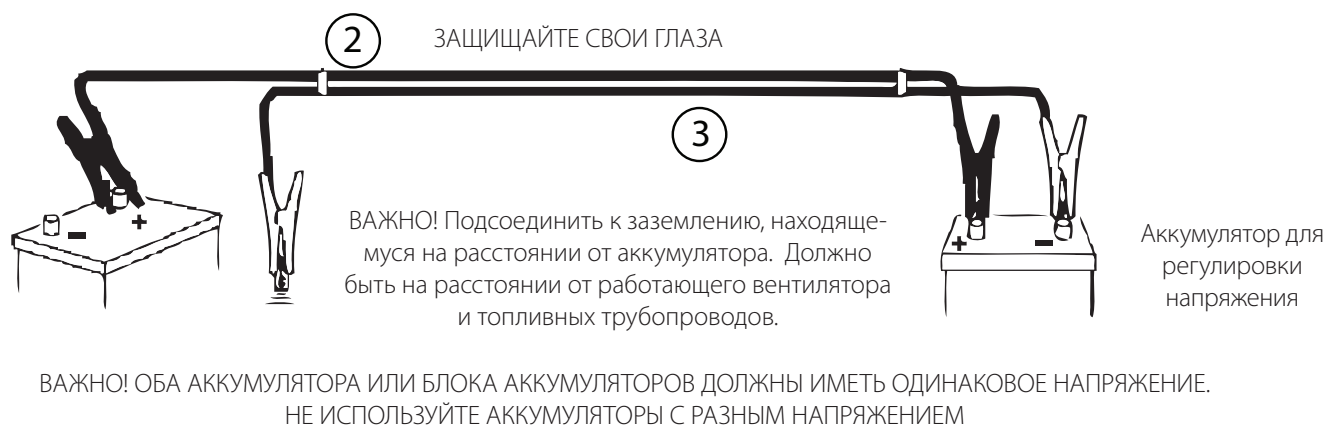 2
ЗАЩИЩАЙТЕ СВОИ ГЛАЗА
3
ВАЖНО! Подсоединить к заземлению, находяще-
муся на расстоянии от аккумулятора. Должно
быть на расстоянии от работающего вентилятора
и топливных трубопроводов.
- +
+ -
Аккумулятор для
регулировки
напряжения
ВАЖНО! ОБА АККУМУЛЯТОРА ИЛИ БЛОКА АККУМУЛЯТОРОВ ДОЛЖНЫ ИМЕТЬ ОДИНАКОВОЕ НАПРЯЖЕНИЕ.
НЕ ИСПОЛЬЗУЙТЕ АККУМУЛЯТОРЫ С РАЗНЫМ НАПРЯЖЕНИЕМ